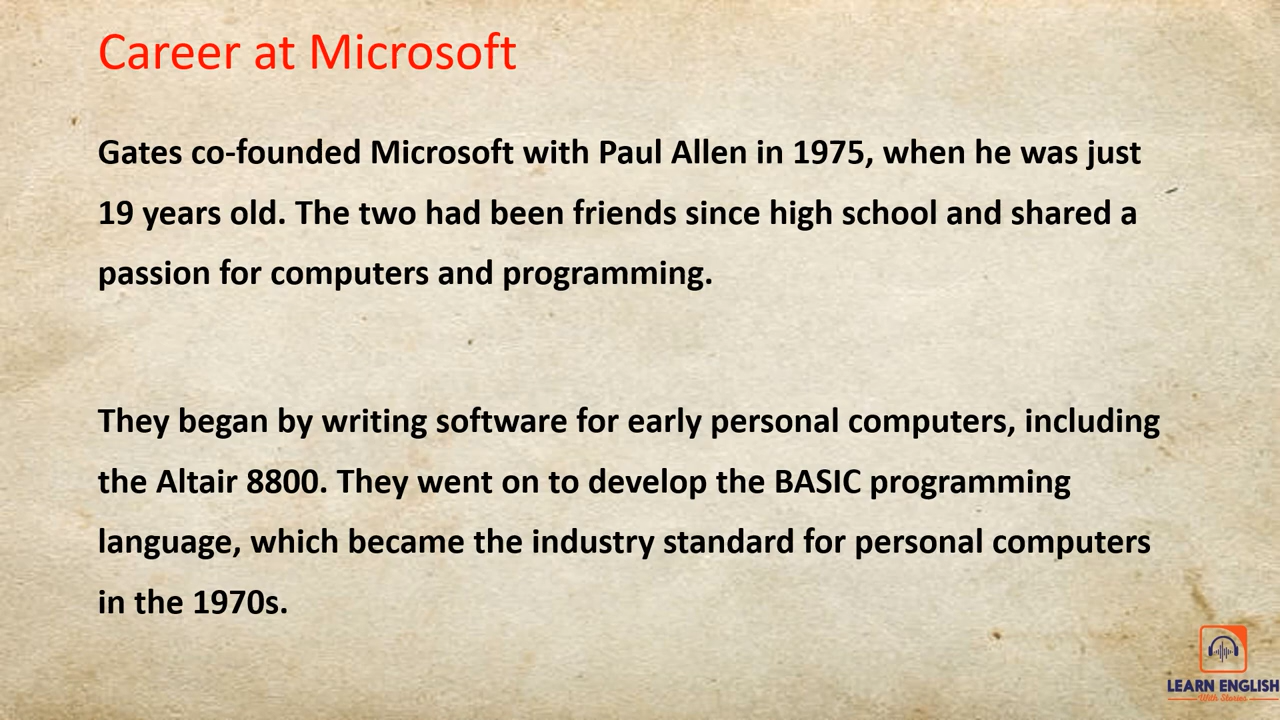 Career at Microsoft
Gates co-founded Microsoft with Paul Allen in 1975, when he was just
19 years old. The two had been friends since high school and shared a
passion for computers and programming.
They began by writing software for early personal computers, including
the Altair 8800. They went on to develop the BASIC programming
language, which became the industry standard for personal computers
in the 1970s.
LEARN ENGLISH
With Stories